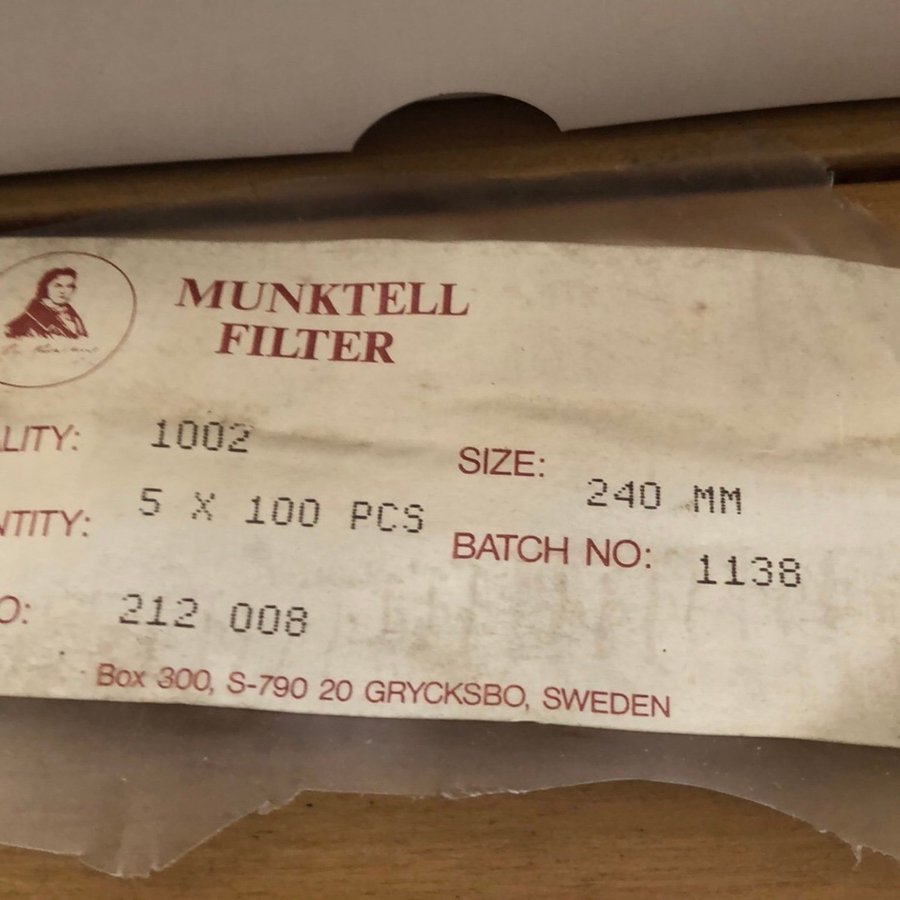 MUNKTELL
FILTER
LITY: 1002
SIZE: 240 MM
NTITY: 5 X 100 PCS
BATCH NO: 1138
O: 212 008
Box 300, S-790 20 GRYCKSBO, SWEDEN